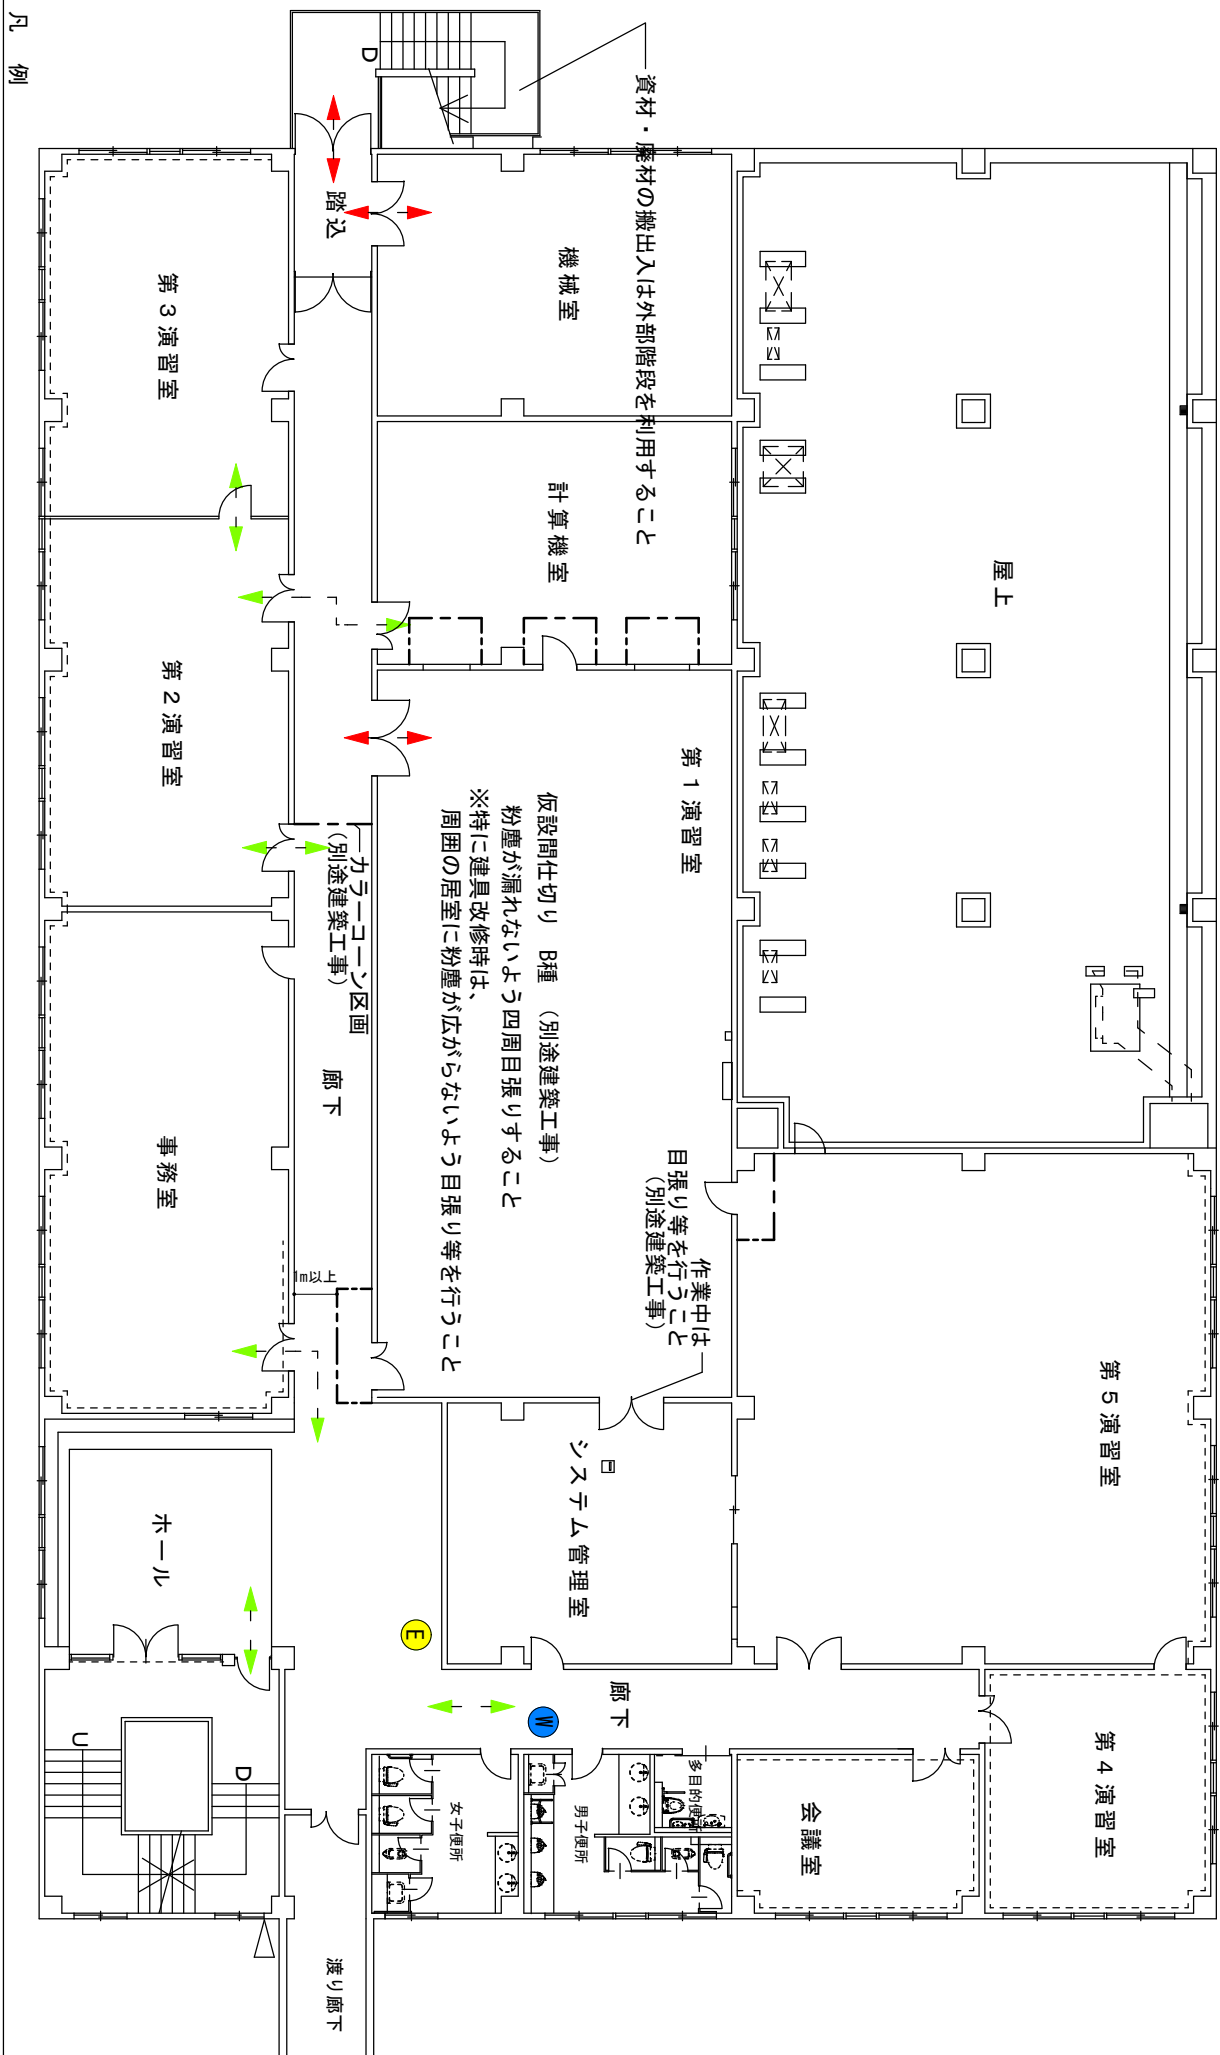 凡　例
D
資材・廃材の搬出入は外部階段を利用すること
踏込
機械室
第３演習室
計算機室
屋上
第２演習室
第１演習室
仮設間仕切り　B種　（別途建築工事）
粉塵が漏れないよう四周目張りすること
※特に建具改修時は、
周囲の居室に粉塵が広がらないよう目張り等を行うこと
カラーコーン区画
（別途建築工事）
廊下
事務室
1m以上
作業中は
目張り等を行うこと
（別途建築工事）
第５演習室
システム管理室
ホール
E
W
廊下
U
D
女子便所
男子便所
多目的便所
会議室
第４演習室
渡り廊下